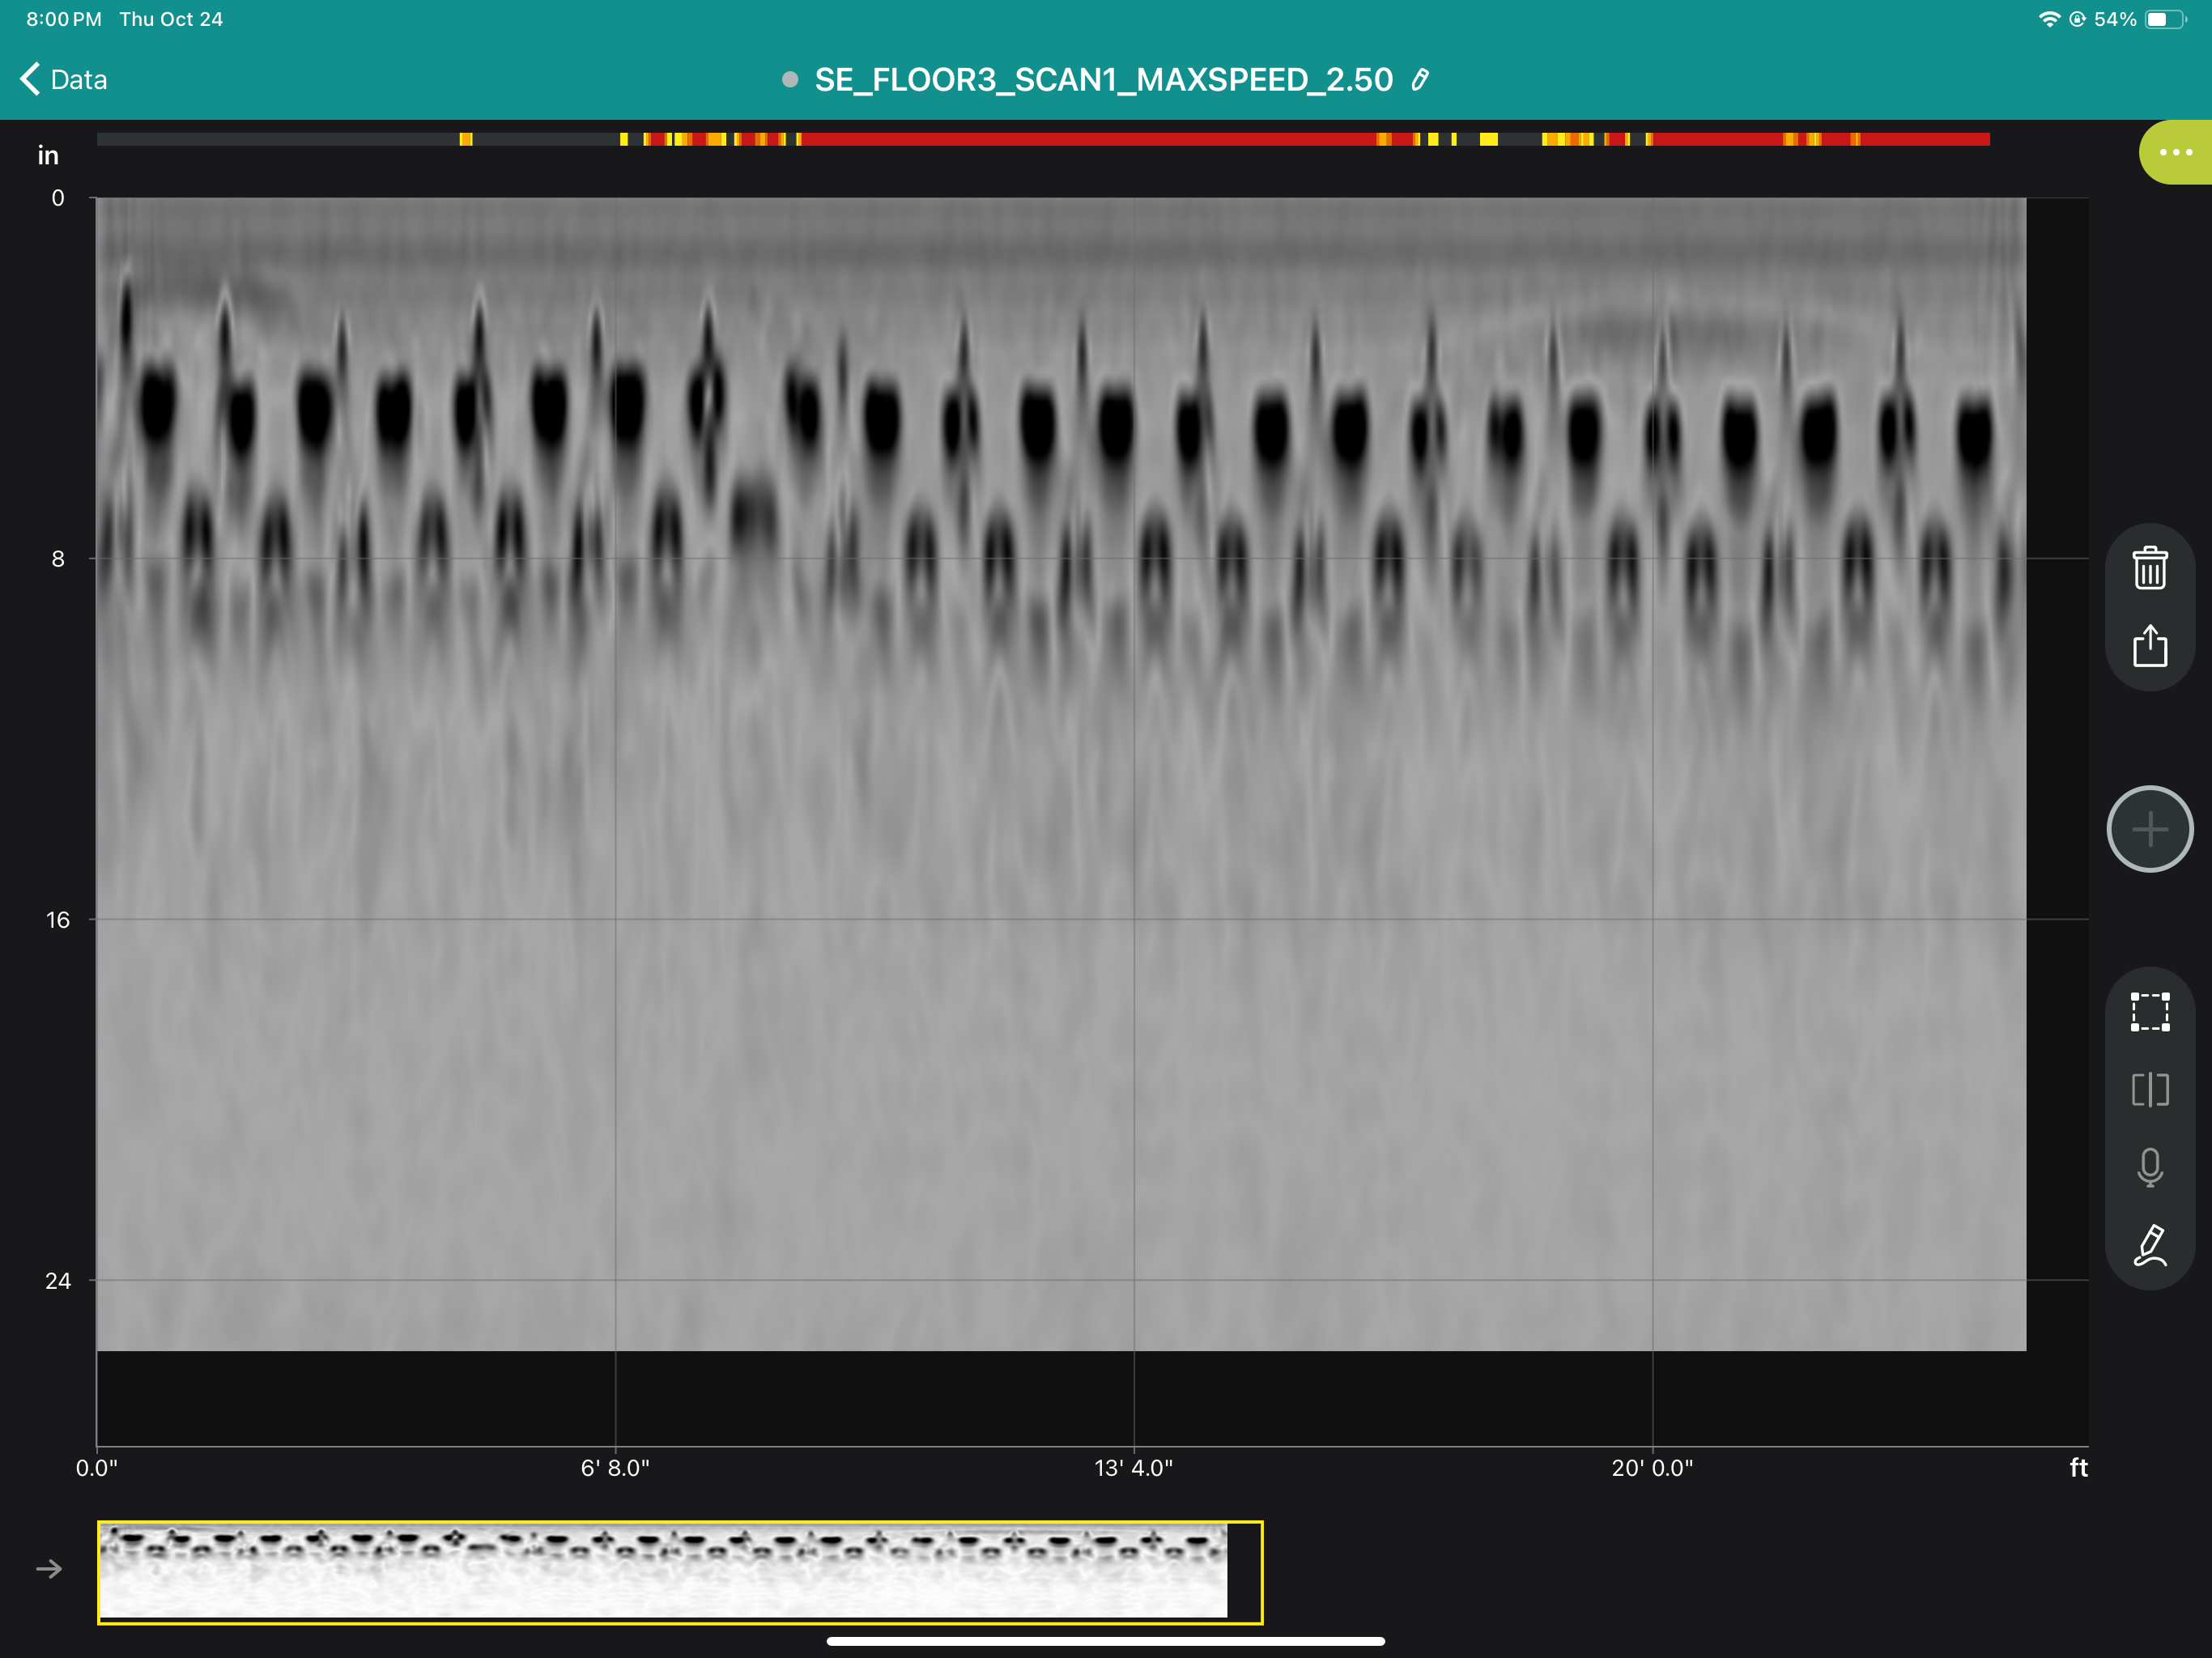 8:00 PM Thu Oct 24
54%
Data
SE_FLOOR3_SCAN1_MAXSPEED_2.50
in
0
8
16
24
0.0" 6' 8.0" 13' 4.0" 20' 0.0" ft